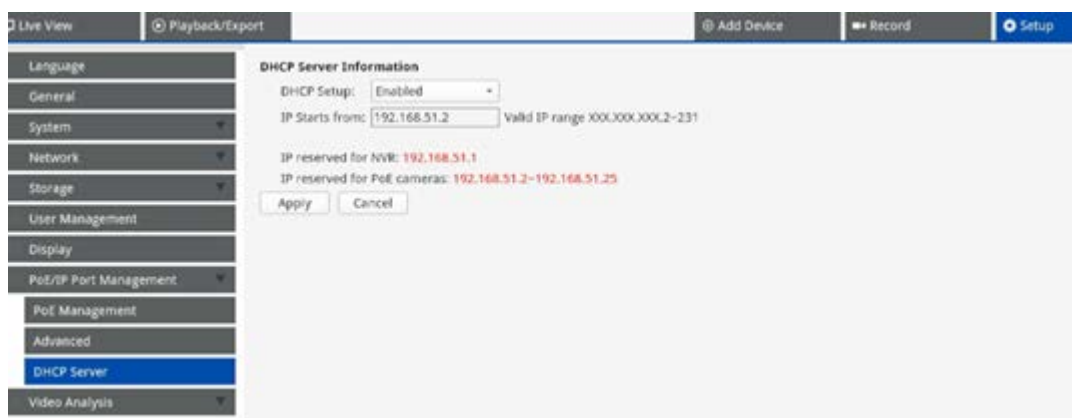 Live View
Playback/Export
Add Device
Record
Setup
Language
General
System
Network
Storage
User Management
Display
PoE/IP Port Management
PoE Management
Advanced
DHCP Server
Video Analysis
DHCP Server Information
DHCP Setup: Enabled
IP Starts from: 192.168.51.2 Valid IP range XXX.XXX.XXX.2~231
IP reserved for NVR: 192.168.51.1
IP reserved for PoE cameras: 192.168.51.2~192.168.51.25
Apply Cancel